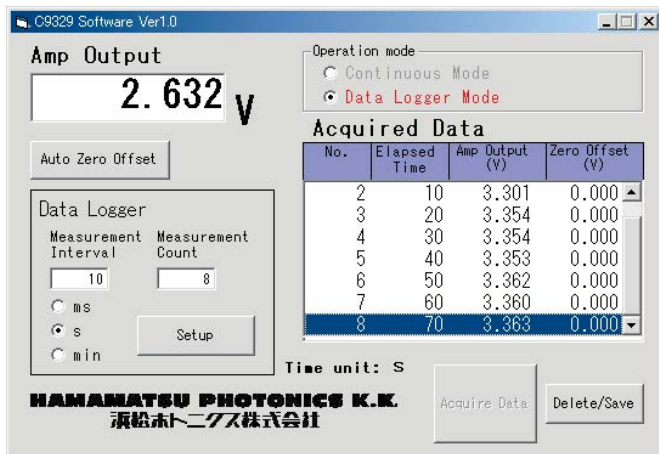 C9329 Software Ver1.0
Amp Output
2.632 V
Auto Zero Offset
Operation mode
Continuous Mode
Data Logger Mode
Acquired Data
No. Elapsed Time Amp Output (V) Zero Offset (V)
2 10 3.301 0.000
3 20 3.354 0.000
4 30 3.354 0.000
5 40 3.353 0.000
6 50 3.362 0.000
7 60 3.360 0.000
8 70 3.363 0.000
Data Logger
Measurement Interval Measurement Count
10 8
ms
s
min
Setup
Time unit: S
HAMAMATSU PHOTONICS K.K.
浜松ホトニクス株式会社
Acquire Data
Delete/Save